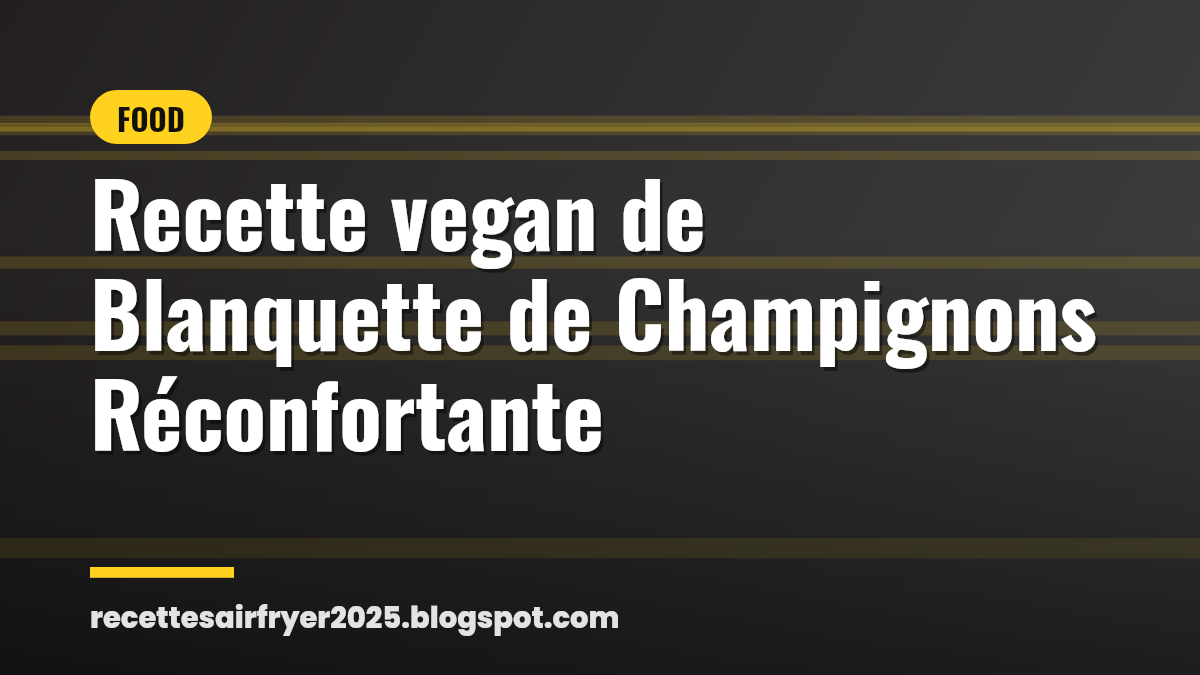 FOOD
Recette vegan de
Blanquette de Champignons
Réconfortante
recettesairfryer2025.blogspot.com